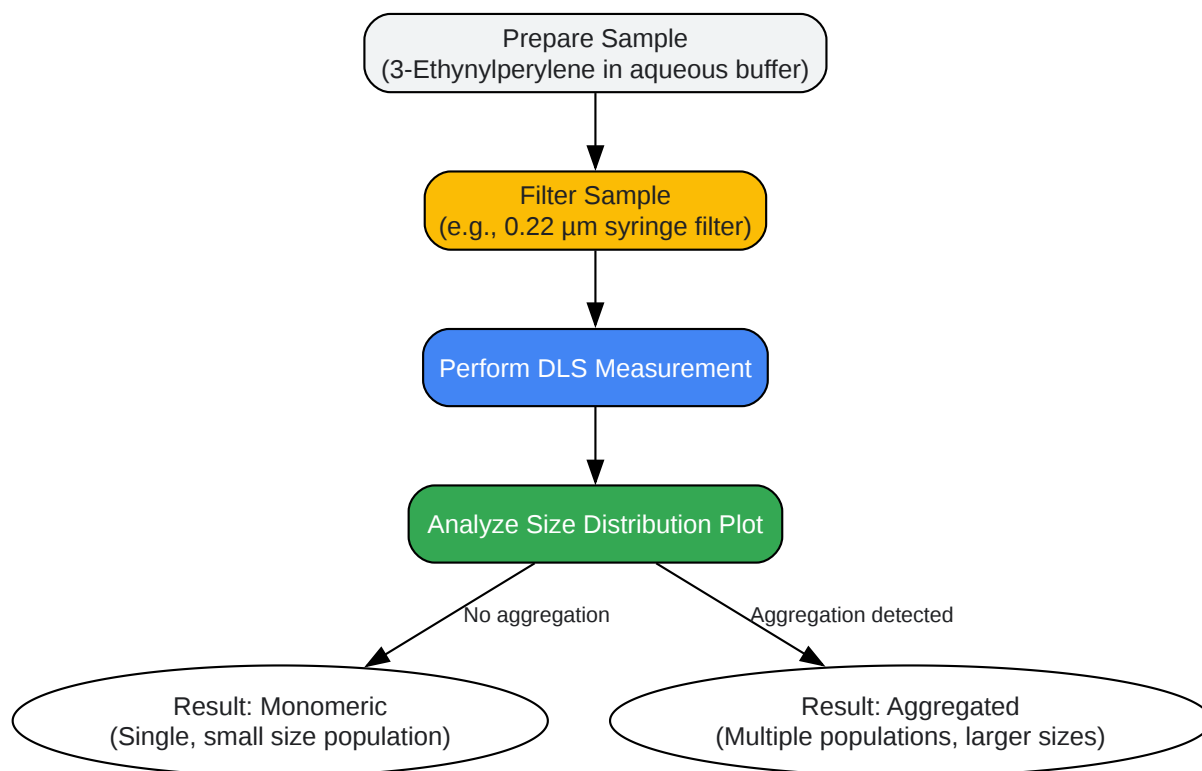 Prepare Sample
(3-Ethynylperylene in aqueous buffer)
Filter Sample
(e.g., 0.22 µm syringe filter)
Perform DLS Measurement
Analyze Size Distribution Plot
No aggregation
Aggregation detected
Result: Monomeric
(Single, small size population)
Result: Aggregated
(Multiple populations, larger sizes)